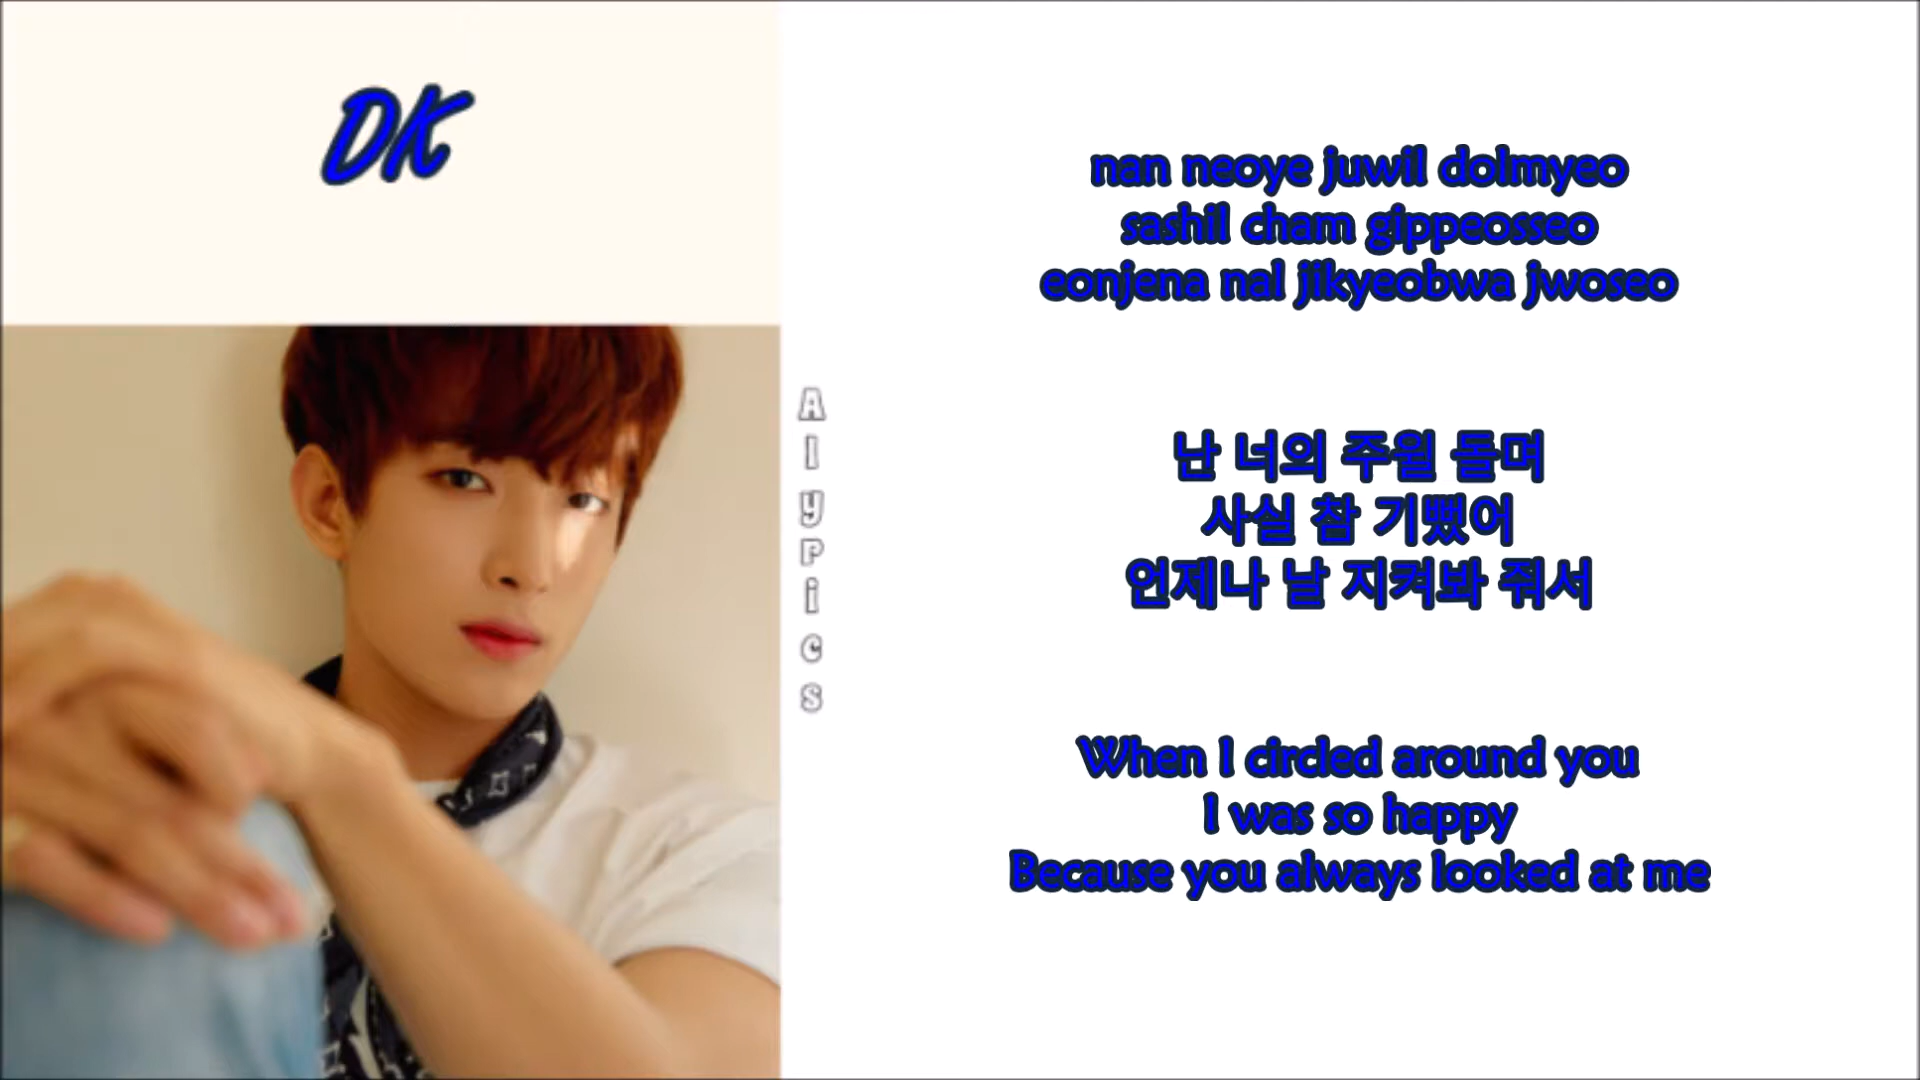 DK
nan neoye juwil dolmyeo
sashil cham gippeosseo
eonjena nal jikyeobwa jwoseo
AlyPics
난 너의 주월 돌며
사실 참 기뻤어
언제나 날 지켜봐 줘서
When I circled around you
I was so happy
Because you always looked at me